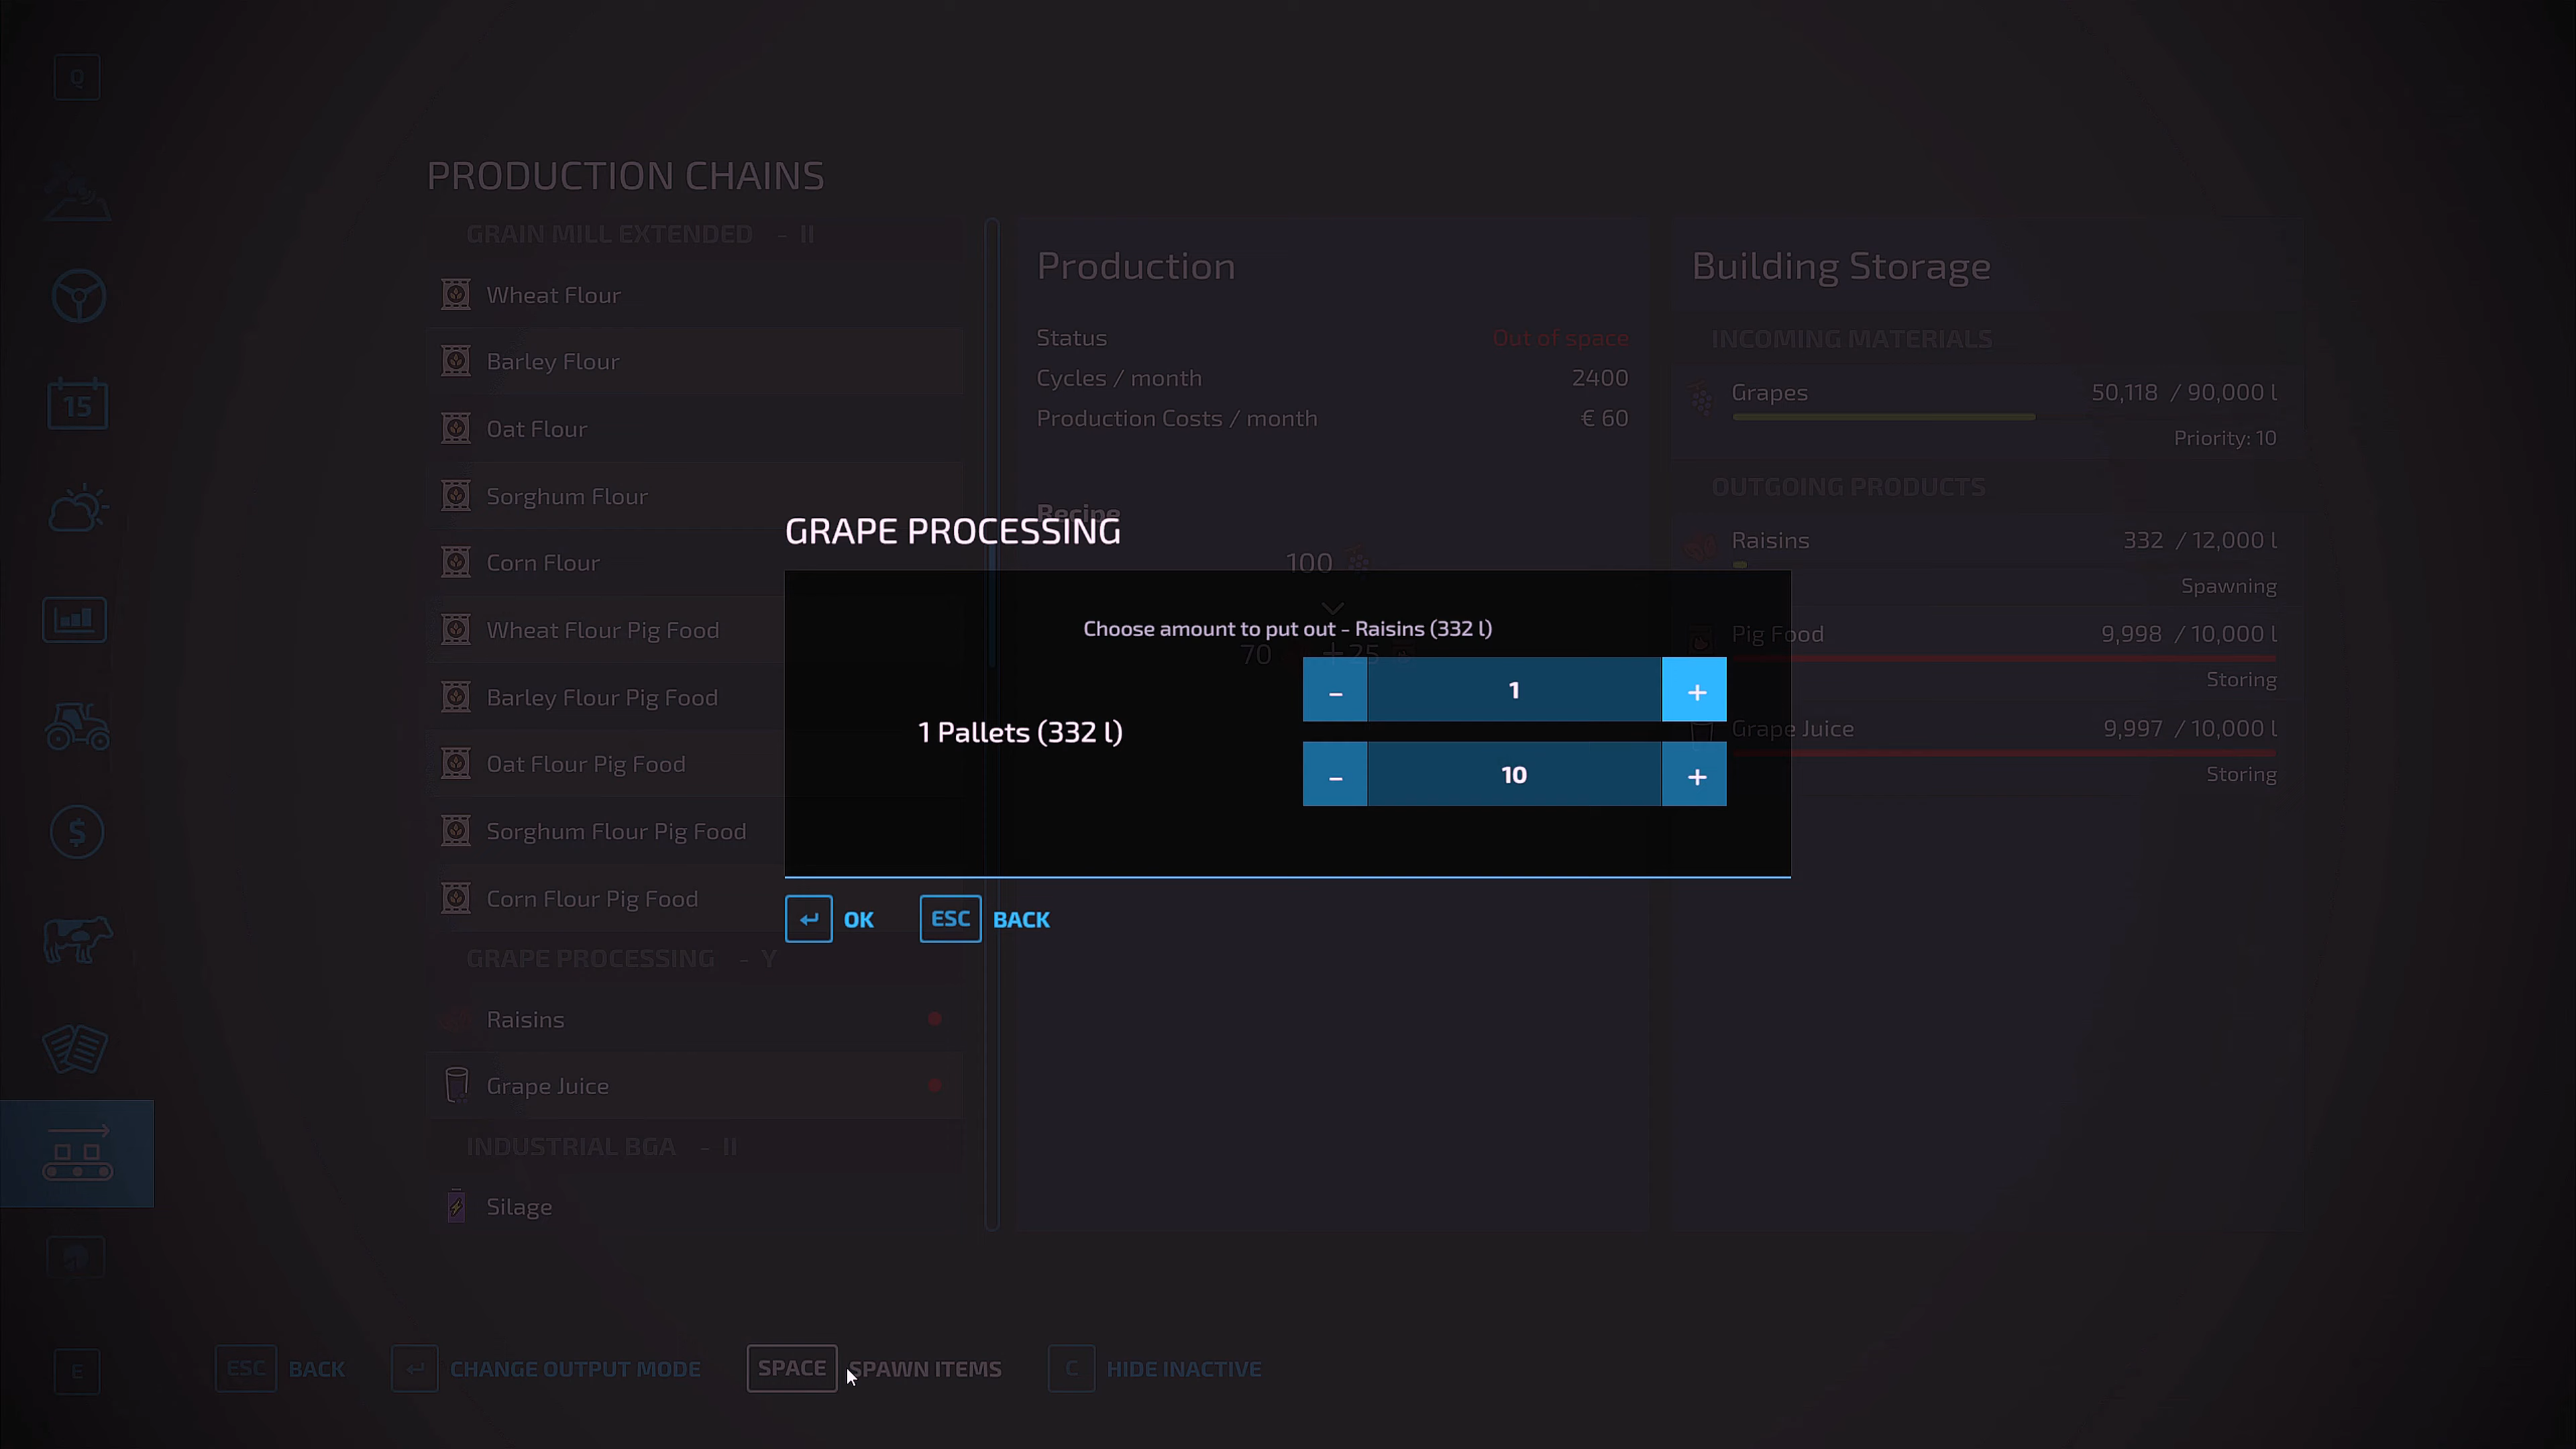 Q
PRODUCTION CHAINS
GRAIN MILL EXTENDED - II
Wheat Flour
Barley Flour
Oat Flour
Sorghum Flour
Corn Flour
Wheat Flour Pig Food
Barley Flour Pig Food
Oat Flour Pig Food
Sorghum Flour Pig Food
Corn Flour Pig Food
GRAPE PROCESSING - Y
Raisins
Grape Juice
INDUSTRIAL BGA - II
Silage
15
$
E
Production
Status Out of space
Cycles / month 2400
Production Costs / month € 60
Recipe
100
70 + 25
Building Storage
INCOMING MATERIALS
Grapes 50,118 / 90,000 l
Priority: 10
OUTGOING PRODUCTS
Raisins 332 / 12,000 l
Spawning
Pig Food 9,998 / 10,000 l
Storing
Grape Juice 9,997 / 10,000 l
Storing
GRAPE PROCESSING
Choose amount to put out - Raisins (332 l)
1 Pallets (332 l)
- 1 +
- 10 +
OK ESC BACK
ESC BACK CHANGE OUTPUT MODE SPACE SPAWN ITEMS C HIDE INACTIVE